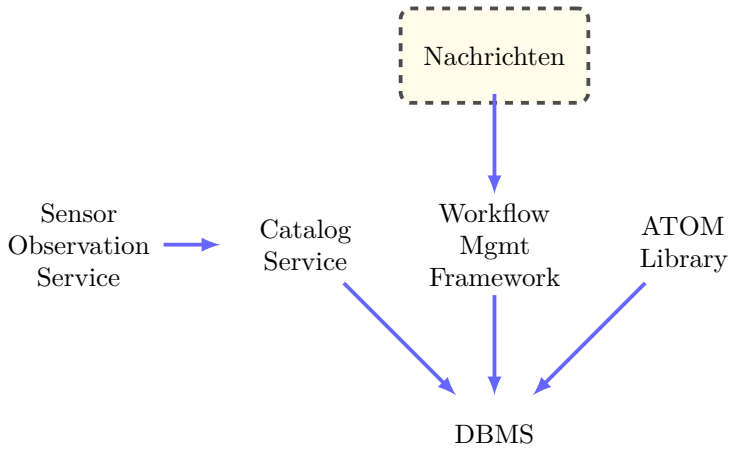 Nachrichten
Sensor
Observation
Service
Catalog
Service
Workflow
Mgmt
Framework
ATOM
Library
DBMS